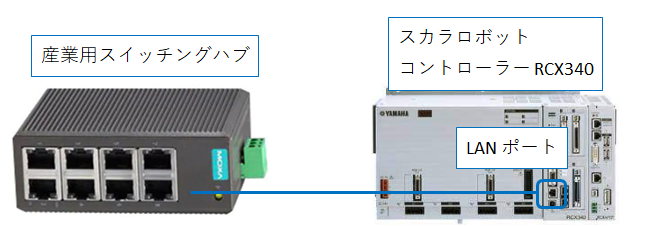 産業用スイッチングハブ
スカラロボット
コントローラーRCX340
YAMAHA
LAN ポート
MOXA
RCX340